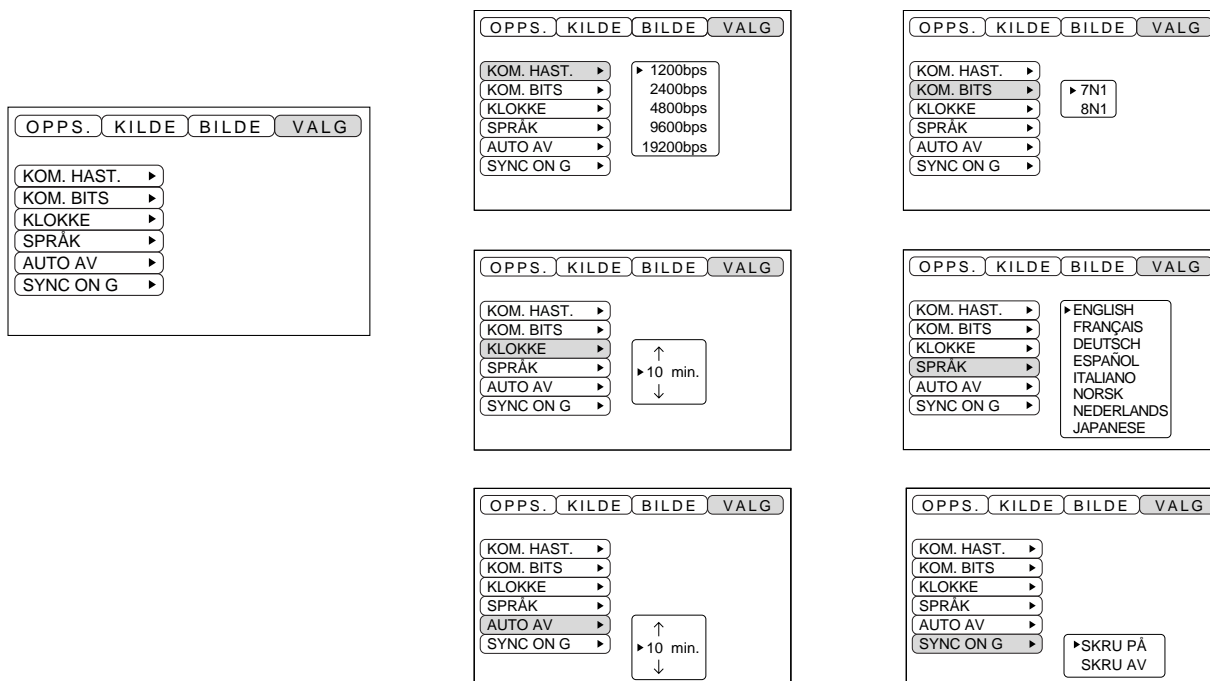 OPPS. KILDE BILDE VALG
KOM. HAST.
KOM. BITS
KLOKKE
SPRÅK
AUTO AV
SYNC ON G
OPPS. KILDE BILDE VALG
KOM. HAST.
KOM. BITS
KLOKKE
SPRÅK
AUTO AV
SYNC ON G
1200bps
2400bps
4800bps
9600bps
19200bps
OPPS. KILDE BILDE VALG
KOM. HAST.
KOM. BITS
KLOKKE
SPRÅK
AUTO AV
SYNC ON G
7N1
8N1
OPPS. KILDE BILDE VALG
KOM. HAST.
KOM. BITS
KLOKKE
SPRÅK
AUTO AV
SYNC ON G
10 min.
OPPS. KILDE BILDE VALG
KOM. HAST.
KOM. BITS
KLOKKE
SPRÅK
AUTO AV
SYNC ON G
ENGLISH
FRANÇAIS
DEUTSCH
ESPAÑOL
ITALIANO
NORSK
NEDERLANDS
JAPANESE
OPPS. KILDE BILDE VALG
KOM. HAST.
KOM. BITS
KLOKKE
SPRÅK
AUTO AV
SYNC ON G
10 min.
OPPS. KILDE BILDE VALG
KOM. HAST.
KOM. BITS
KLOKKE
SPRÅK
AUTO AV
SYNC ON G
SKRU PÅ
SKRU AV